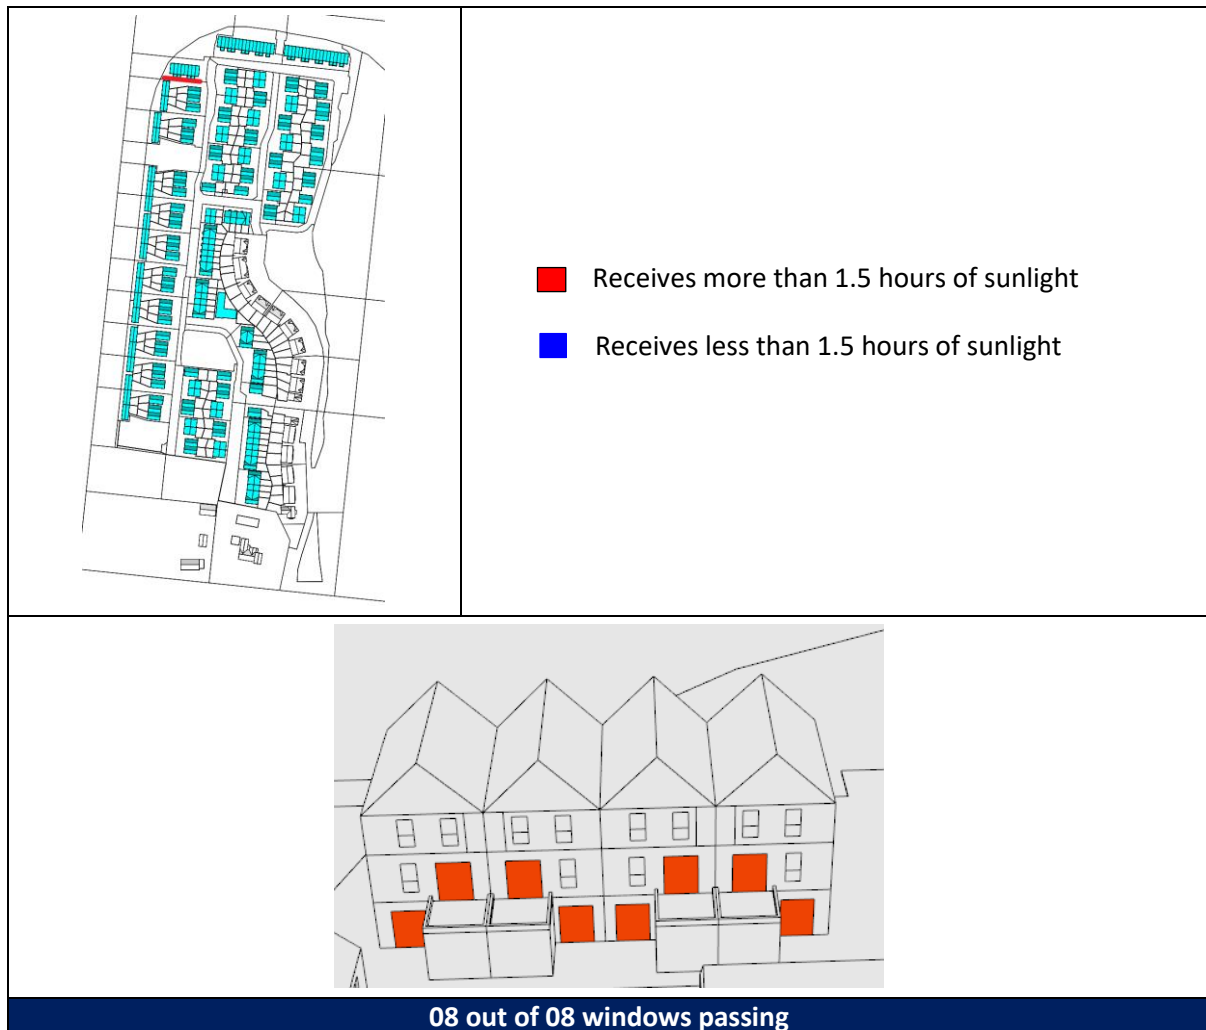 Receives more than 1.5 hours of sunlight
Receives less than 1.5 hours of sunlight
08 out of 08 windows passing